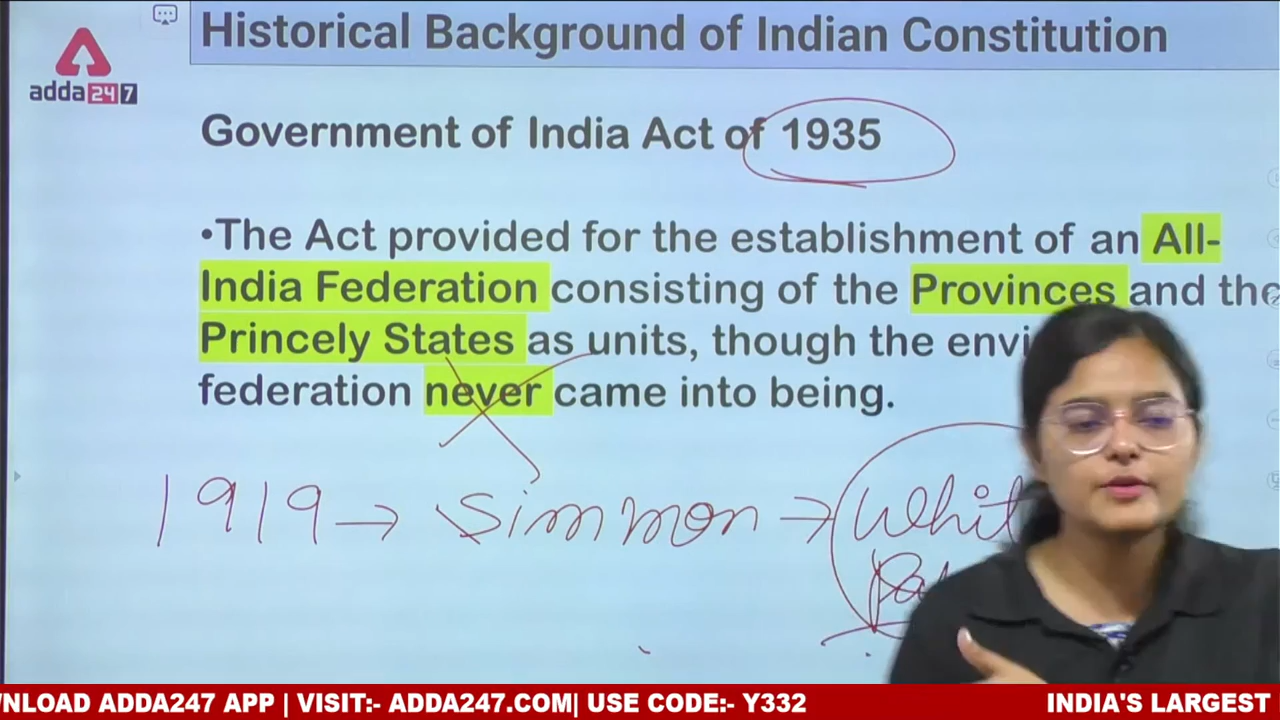 Historical Background of Indian Constitution
adda247
Government of India Act of 1935
•The Act provided for the establishment of an All-
India Federation consisting of the Provinces and the
Princely States as units, though the
federation never came into being.
1919 → Simmon →
DOWNLOAD ADDA247 APP | VISIT:- ADDA247.COM| USE CODE:- Y332
INDIA'S LARGEST